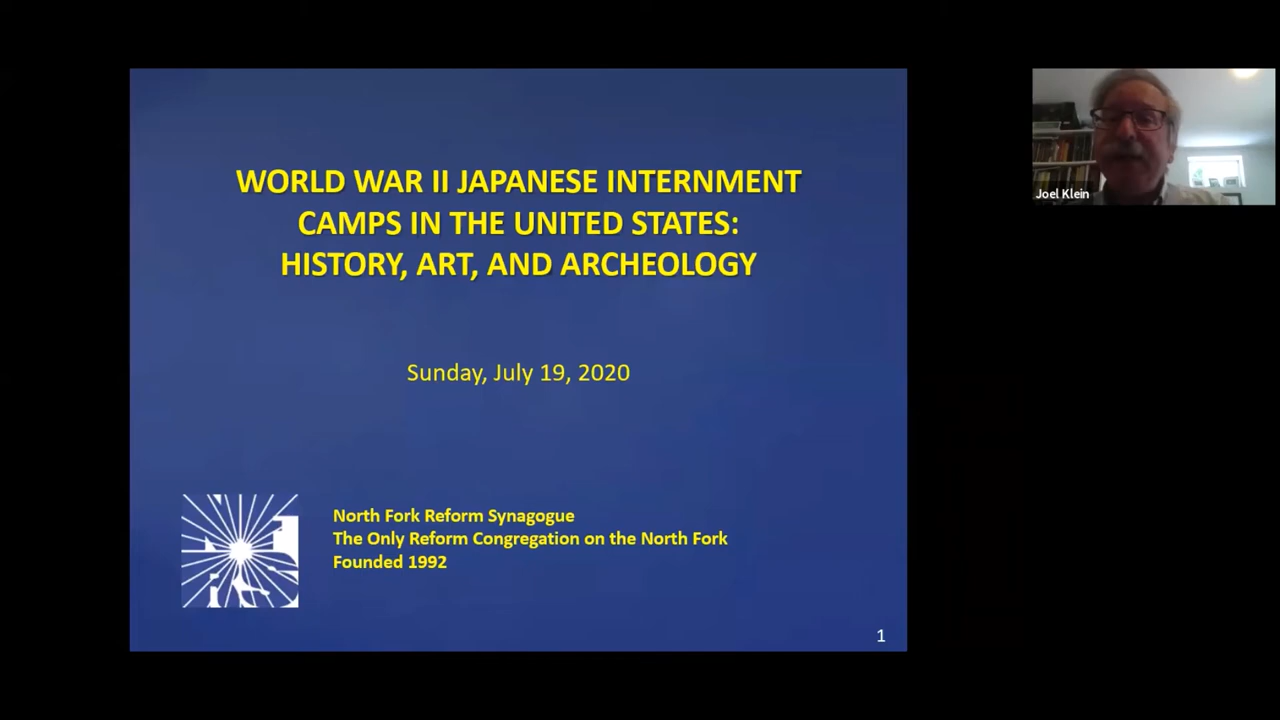 WORLD WAR II JAPANESE INTERNMENT
CAMPS IN THE UNITED STATES:
HISTORY, ART, AND ARCHEOLOGY
Sunday, July 19, 2020
North Fork Reform Synagogue
The Only Reform Congregation on the North Fork
Founded 1992
1
Joel Klein